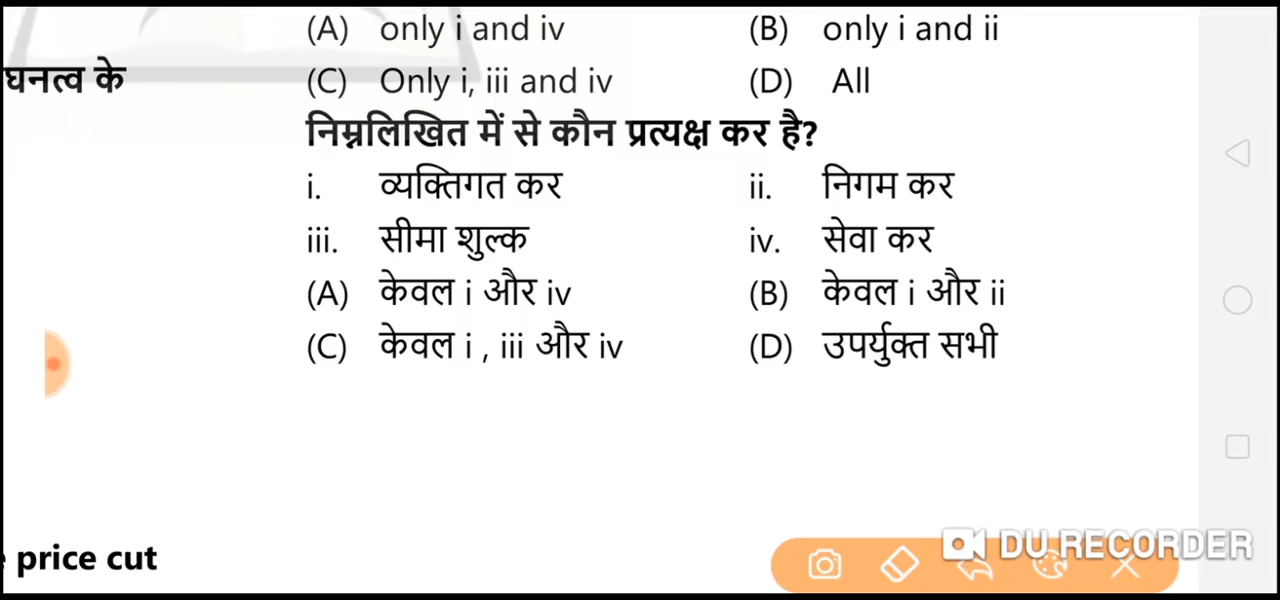 (A) only i and iv (B) only i and ii
घनत्व के (C) Only i, iii and iv (D) All
निम्नलिखित में से कौन प्रत्यक्ष कर है?
i. व्यक्तिगत कर ii. निगम कर
iii. सीमा शुल्क iv. सेवा कर
(A) केवल i और iv (B) केवल i और ii
(C) केवल i , iii और iv (D) उपर्युक्त सभी
DU RECORDER
price cut